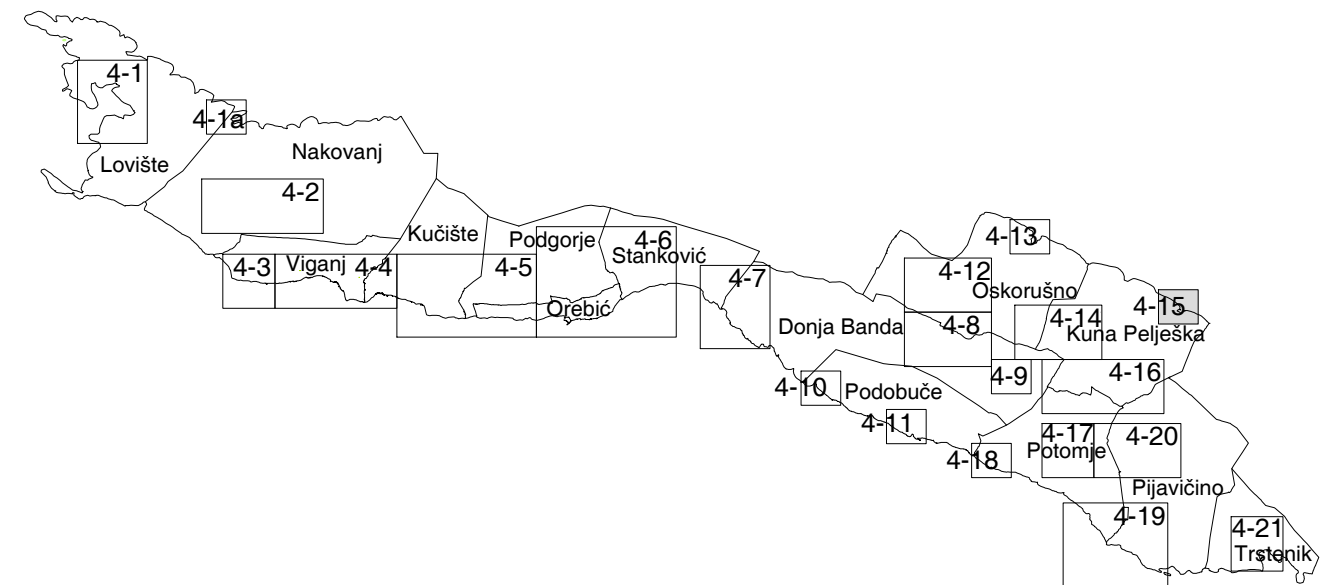 4-1
4-1a
Nakovanj
Lovište
4-2
Kučište
Podgorje
4-6
Stanković
4-3
Viganj
4-4
4-5
Orebić
4-7
4-13
4-12
Oskorušno
4-15
4-14
Kuna Pelješka
Donja Banda
4-8
4-9
4-16
4-10
Podobuče
4-11
4-17
4-20
Potomje
4-18
Pijavičino
4-19
4-21
Trstenik